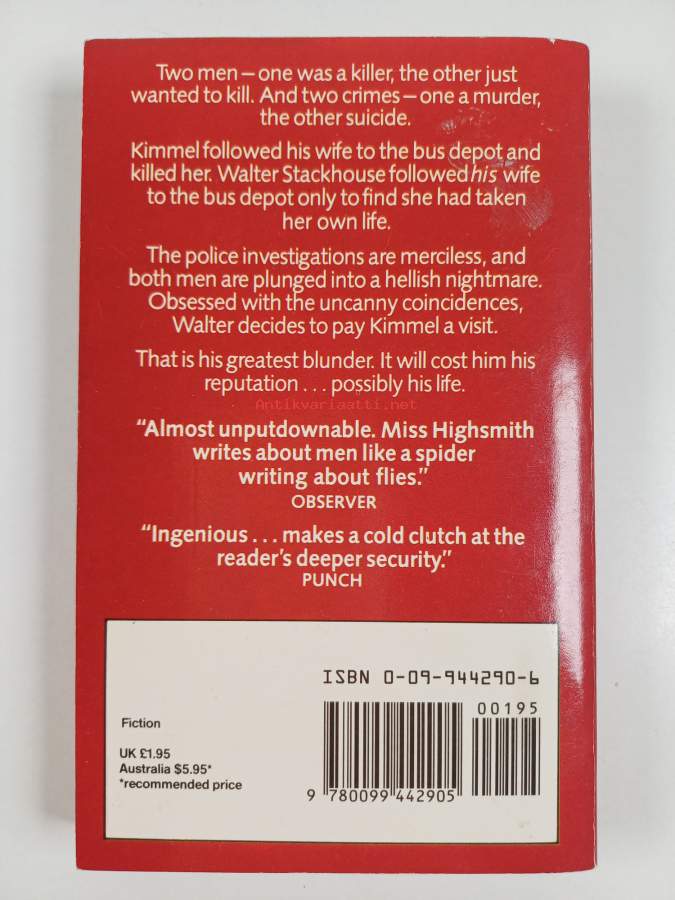 Two men – one was a killer, the other just
wanted to kill. And two crimes – one a murder,
the other suicide.
Kimmel followed his wife to the bus depot and
killed her. Walter Stackhouse followed his wife
to the bus depot only to find she had taken
her own life.
The police investigations are merciless, and
both men are plunged into a hellish nightmare.
Obsessed with the uncanny coincidences,
Walter decides to pay Kimmel a visit.
That is his greatest blunder. It will cost him his
reputation . . . possibly his life.
Antikvariaatti.net
“Almost unputdownable. Miss Highsmith
writes about men like a spider
writing about flies.”
OBSERVER
“Ingenious . . . makes a cold clutch at the
reader’s deeper security.”
PUNCH
ISBN 0-09-944290-6
00195
Fiction
UK £1.95
Australia $5.95*
*recommended price
9 780099 442905